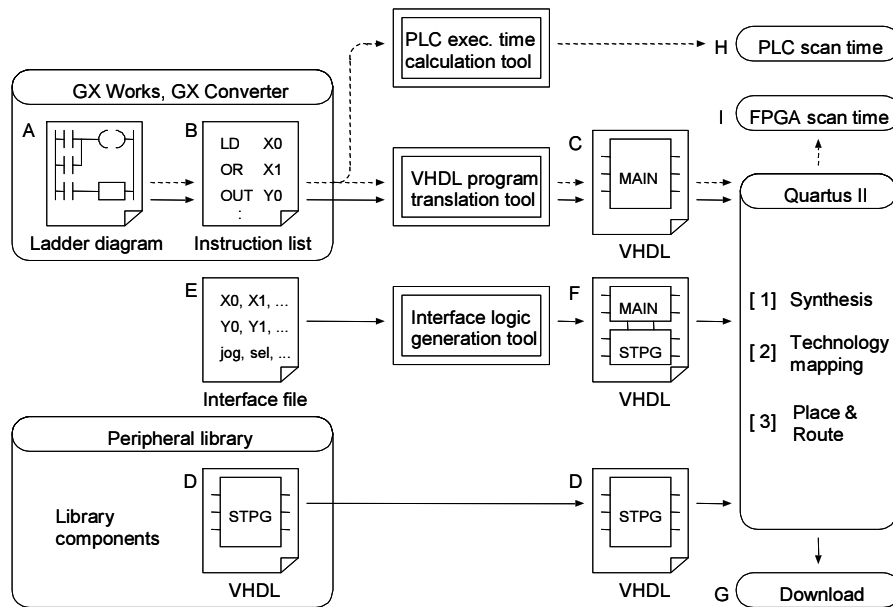 PLC exec. time
calculation tool
H
PLC scan time
GX Works, GX Converter
I
FPGA scan time
A
B
LD X0
OR X1
OUT Y0
:
Ladder diagram
Instruction list
VHDL program
translation tool
C
MAIN
VHDL
Quartus II
E
X0, X1, ...
Y0, Y1, ...
jog, sel, ...
Interface file
Interface logic
generation tool
F
MAIN
STPG
VHDL
[ 1] Synthesis
[ 2] Technology
mapping
[ 3] Place &
Route
Peripheral library
Library
components
D
STPG
VHDL
D
STPG
VHDL
G
Download